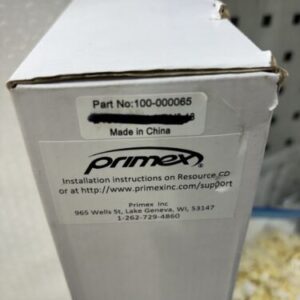 Part No:100-000065
Made in China
primex®
Installation instructions on Resource CD
or at http://www.primexinc.com/support
Primex Inc
965 Wells St, Lake Geneva, WI, 53147
1-262-729-4860